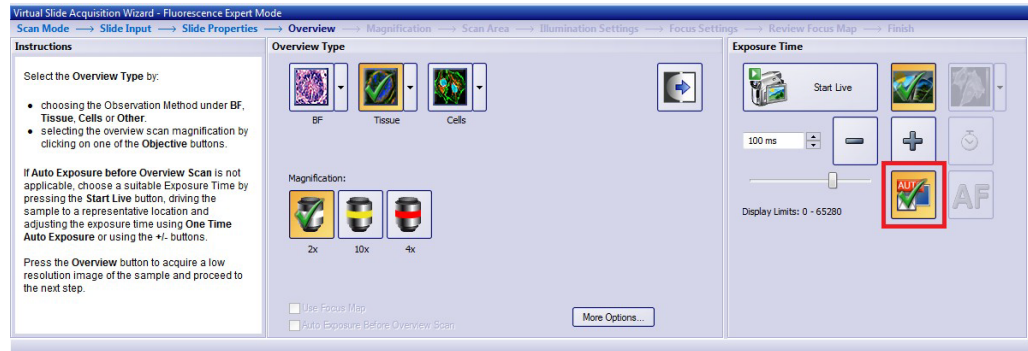 Virtual Slide Acquisition Wizard - Fluorescence Expert Mode
Scan Mode → Slide Input → Slide Properties → Overview → Magnification → Scan Area → Illumination Settings → Focus Settings → Review Focus Map → Finish
Instructions
Select the Overview Type by:
• choosing the Observation Method under BF,
Tissue, Cells or Other.
• selecting the overview scan magnification by
clicking on one of the Objective buttons.
If Auto Exposure before Overview Scan is not
applicable, choose a suitable Exposure Time by
pressing the Start Live button, driving the
sample to a representative location and
adjusting the exposure time using One Time
Auto Exposure or using the +/- buttons.
Press the Overview button to acquire a low
resolution image of the sample and proceed to
the next step.
Overview Type
BF Tissue Cells
Magnification:
2x 10x 4x
Use Focus Map
Auto Exposure Before Overview Scan
More Options...
Exposure Time
Start Live
100 ms
AUT
AF
Display Limits: 0 - 65280